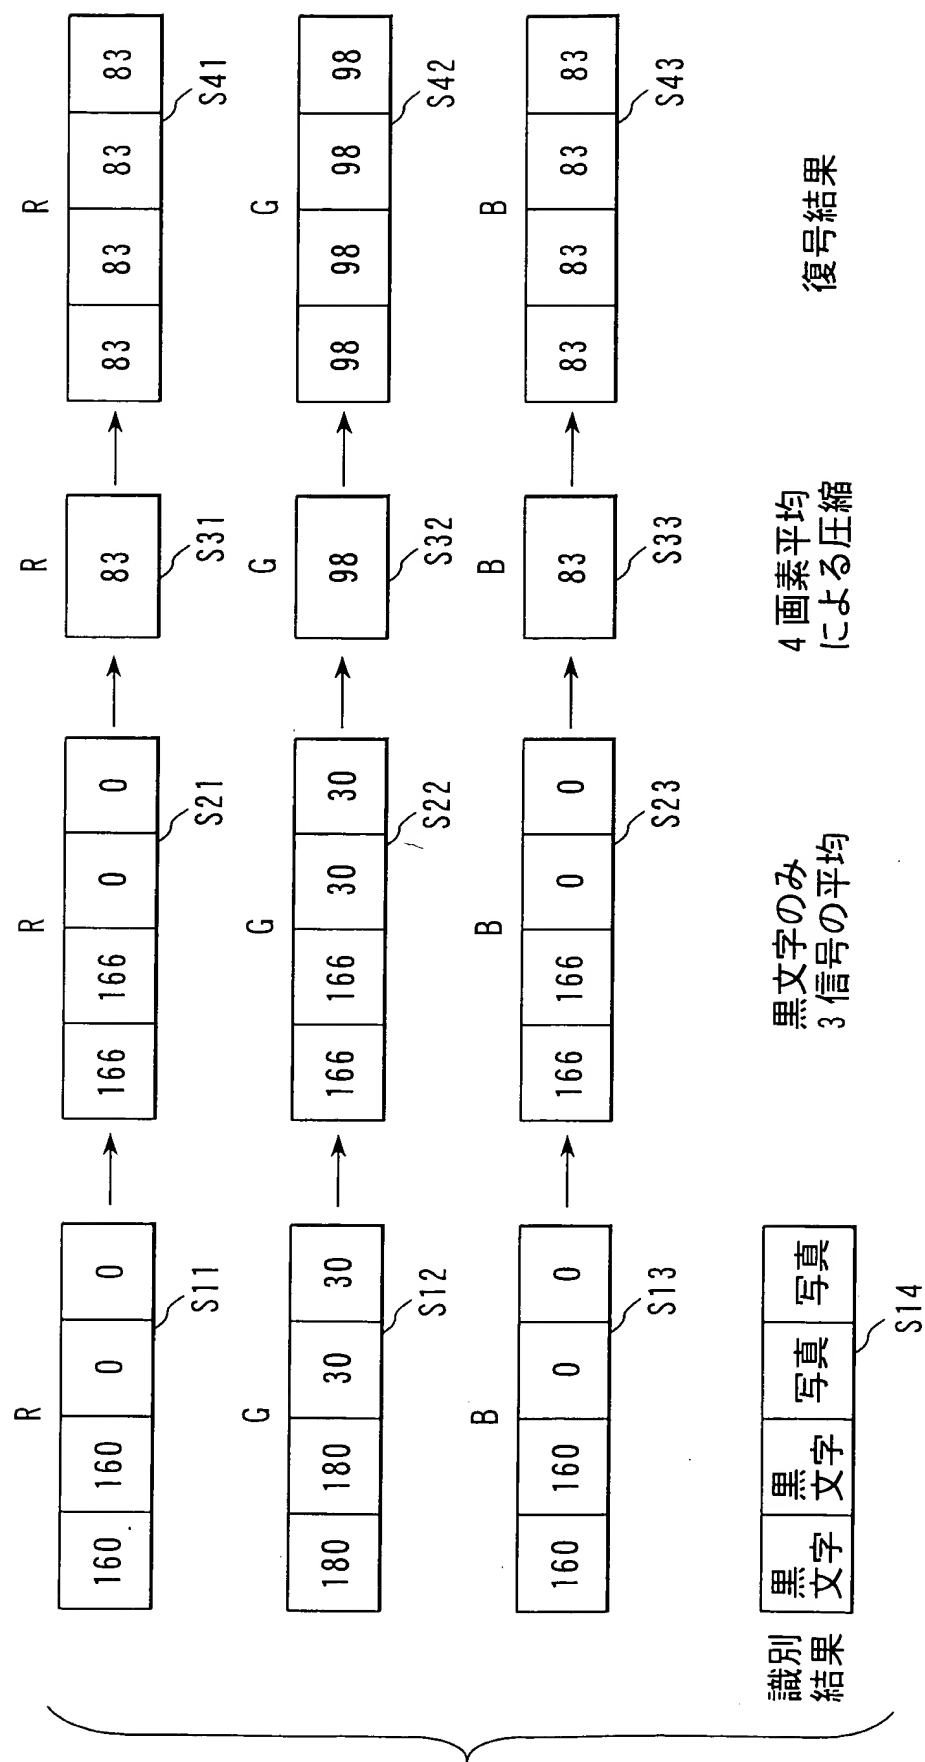 R
160 160 0 0
S11
R
166 166 0 0
S21
R
83
S31
R
83 83 83 83
S41
G
180 180 30 30
S12
G
166 166 30 30
S22
G
98
S32
G
98 98 98 98
S42
B
160 160 0 0
S13
B
166 166 0 0
S23
B
83
S33
B
83 83 83 83
S43
識別
結果
黒
文字
黒
文字
写真
写真
S14
黒文字のみ
3信号の平均
4画素平均
による圧縮
復号結果